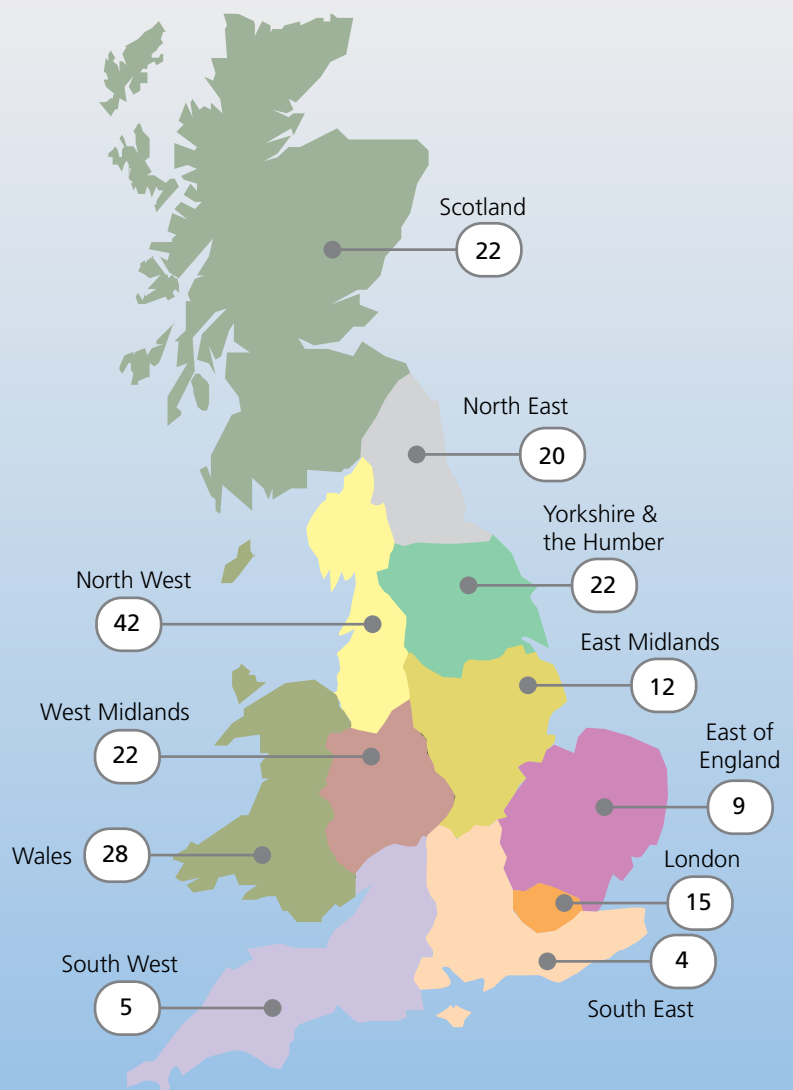 Scotland
22
North East
20
Yorkshire &
the Humber
22
North West
42
East Midlands
12
West Midlands
22
East of
England
9
Wales
28
London
15
South West
5
4
South East